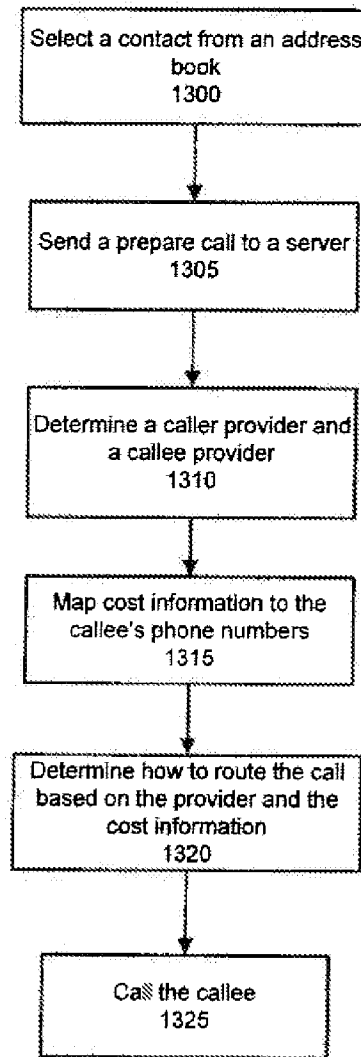 Select a contact from an address
book
1300
Send a prepare call to a server
1305
Determine a caller provider and
a callee provider
1310
Map cost information to the
callee's phone numbers
1315
Determine how to route the call
based on the provider and the
cost information
1320
Call the callee
1325